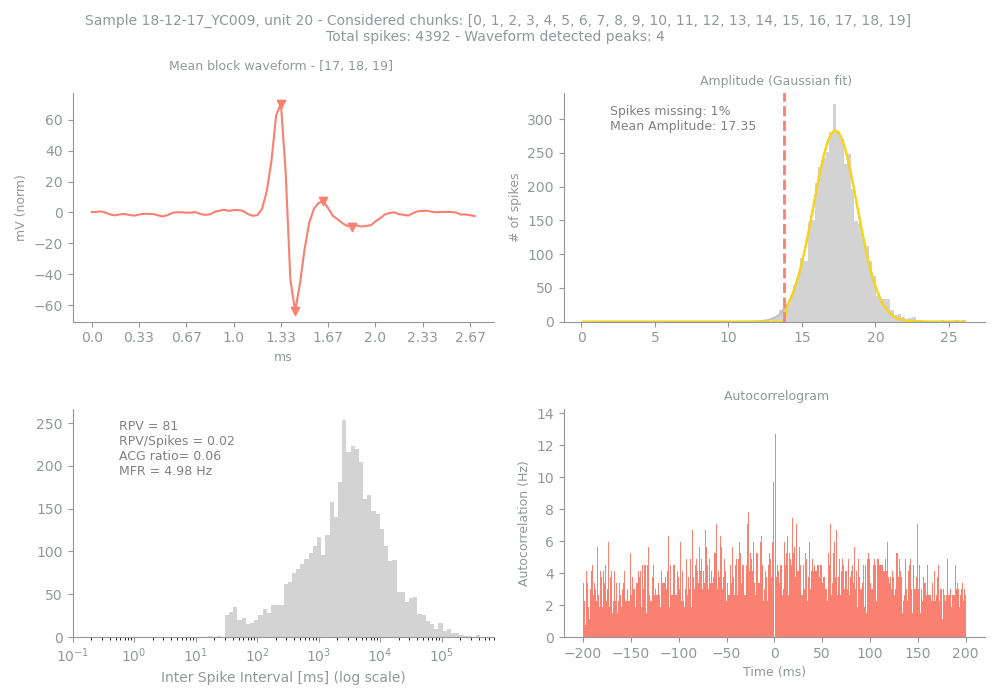 Sample 18-12-17_YC009, unit 20 - Considered chunks: [0, 1, 2, 3, 4, 5, 6, 7, 8, 9, 10, 11, 12, 13, 14, 15, 16, 17, 18, 19]
Total spikes: 4392 - Waveform detected peaks: 4
Mean block waveform - [17, 18, 19]
60
40
20
0
−20
−40
−60
mV (norm)
0.0 0.33 0.67 1.0 1.33 1.67 2.0 2.33 2.67
ms
Amplitude (Gaussian fit)
Spikes missing: 1%
Mean Amplitude: 17.35
300
250
200
150
100
50
0
# of spikes
0 5 10 15 20 25
RPV = 81
RPV/Spikes = 0.02
ACG ratio= 0.06
MFR = 4.98 Hz
250
200
150
100
50
0
10⁻¹ 10⁰ 10¹ 10² 10³ 10⁴ 10⁵
Inter Spike Interval [ms] (log scale)
Autocorrelogram
14
12
10
8
6
4
2
0
Autocorrelation (Hz)
−200 −150 −100 −50 0 50 100 150 200
Time (ms)